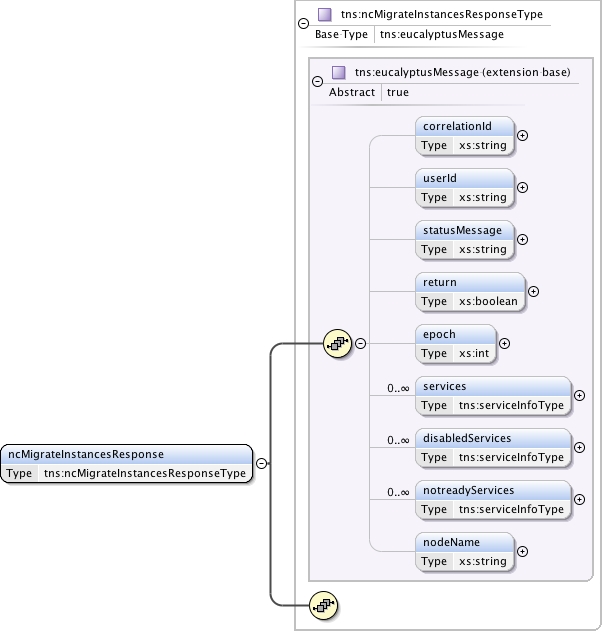 tns:ncMigrateInstancesResponseType
Base Type tns:eucalyptusMessage
tns:eucalyptusMessage (extension base)
Abstract true
correlationId
Type xs:string
userId
Type xs:string
statusMessage
Type xs:string
return
Type xs:boolean
epoch
Type xs:int
0..∞ services
Type tns:serviceInfoType
0..∞ disabledServices
Type tns:serviceInfoType
0..∞ notreadyServices
Type tns:serviceInfoType
nodeName
Type xs:string
ncMigrateInstancesResponse
Type tns:ncMigrateInstancesResponseType